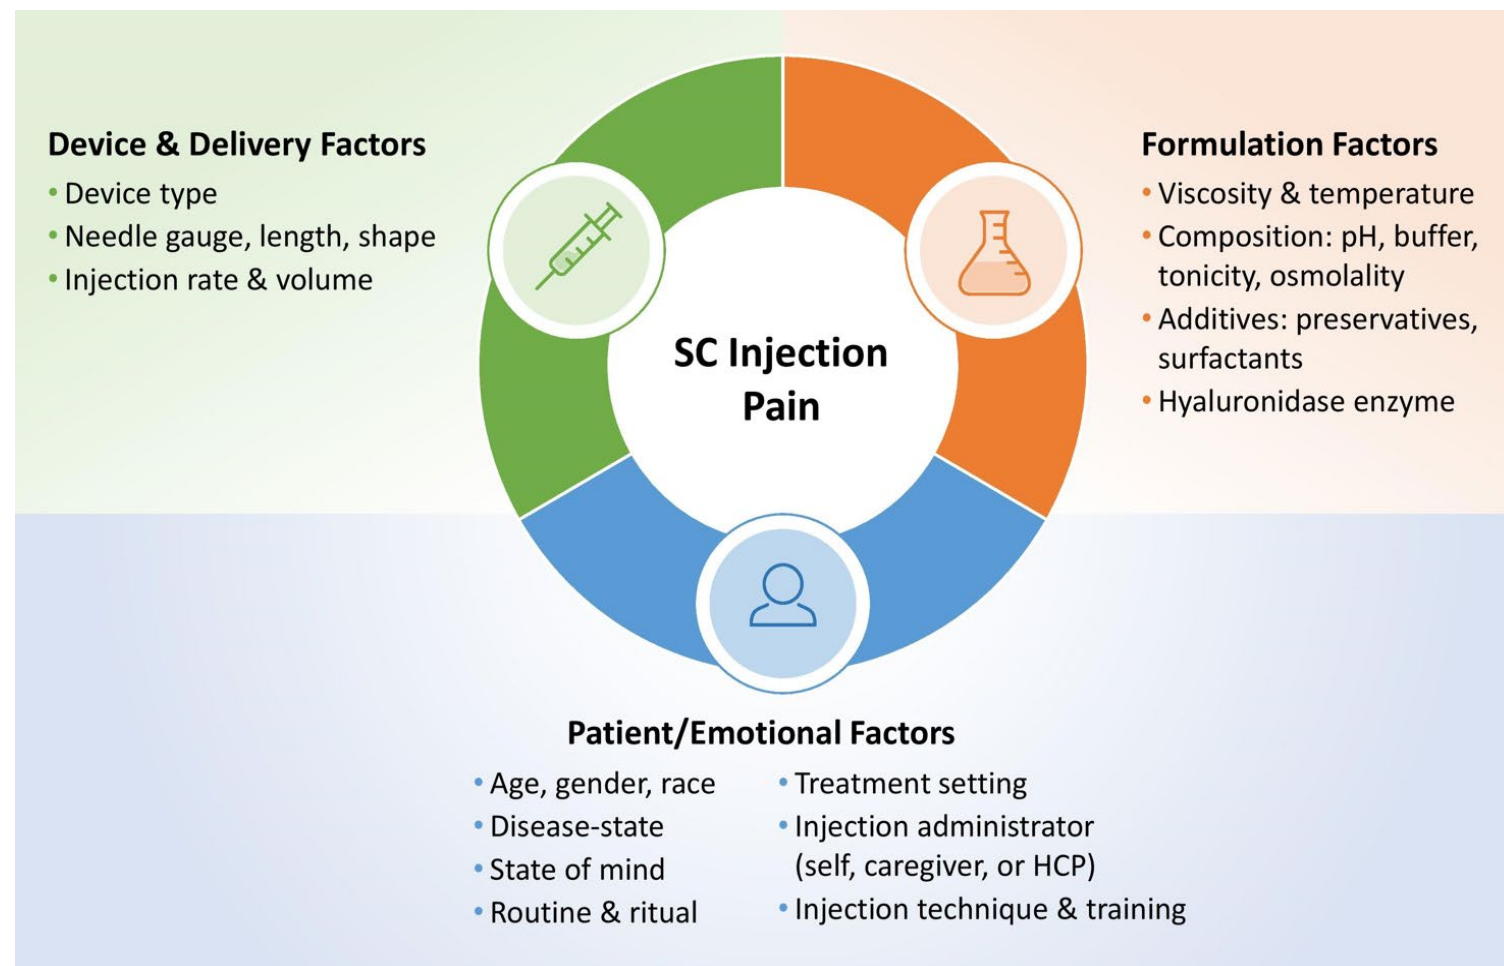 Device & Delivery Factors
• Device type
• Needle gauge, length, shape
• Injection rate & volume
Formulation Factors
• Viscosity & temperature
• Composition: pH, buffer,
tonicity, osmolality
• Additives: preservatives,
surfactants
• Hyaluronidase enzyme
SC Injection
Pain
Patient/Emotional Factors
• Age, gender, race
• Disease-state
• State of mind
• Routine & ritual
• Treatment setting
• Injection administrator
(self, caregiver, or HCP)
• Injection technique & training